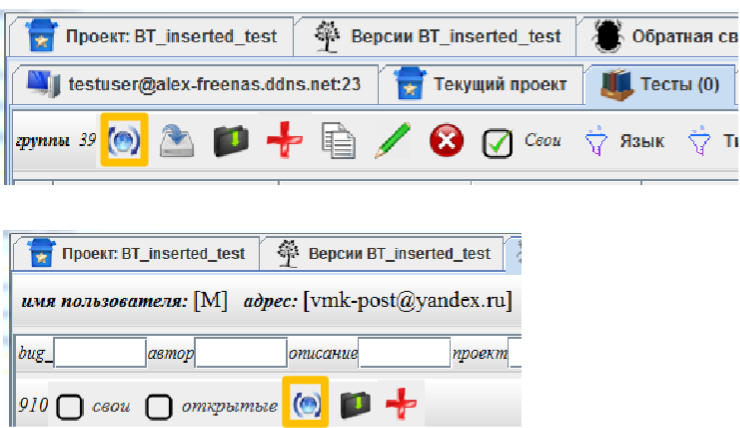 Проект: BT_inserted_test Версии BT_inserted_test Обратная св
testuser@alex-freenas.ddns.net:23 Текущий проект Тесты (0)
группы 39 Свои Язык Ти
Проект: BT_inserted_test Версии BT_inserted_test
имя пользователя: [M] адрес: [vmk-post@yandex.ru]
bug_ автор описание проект
910 свои открытые